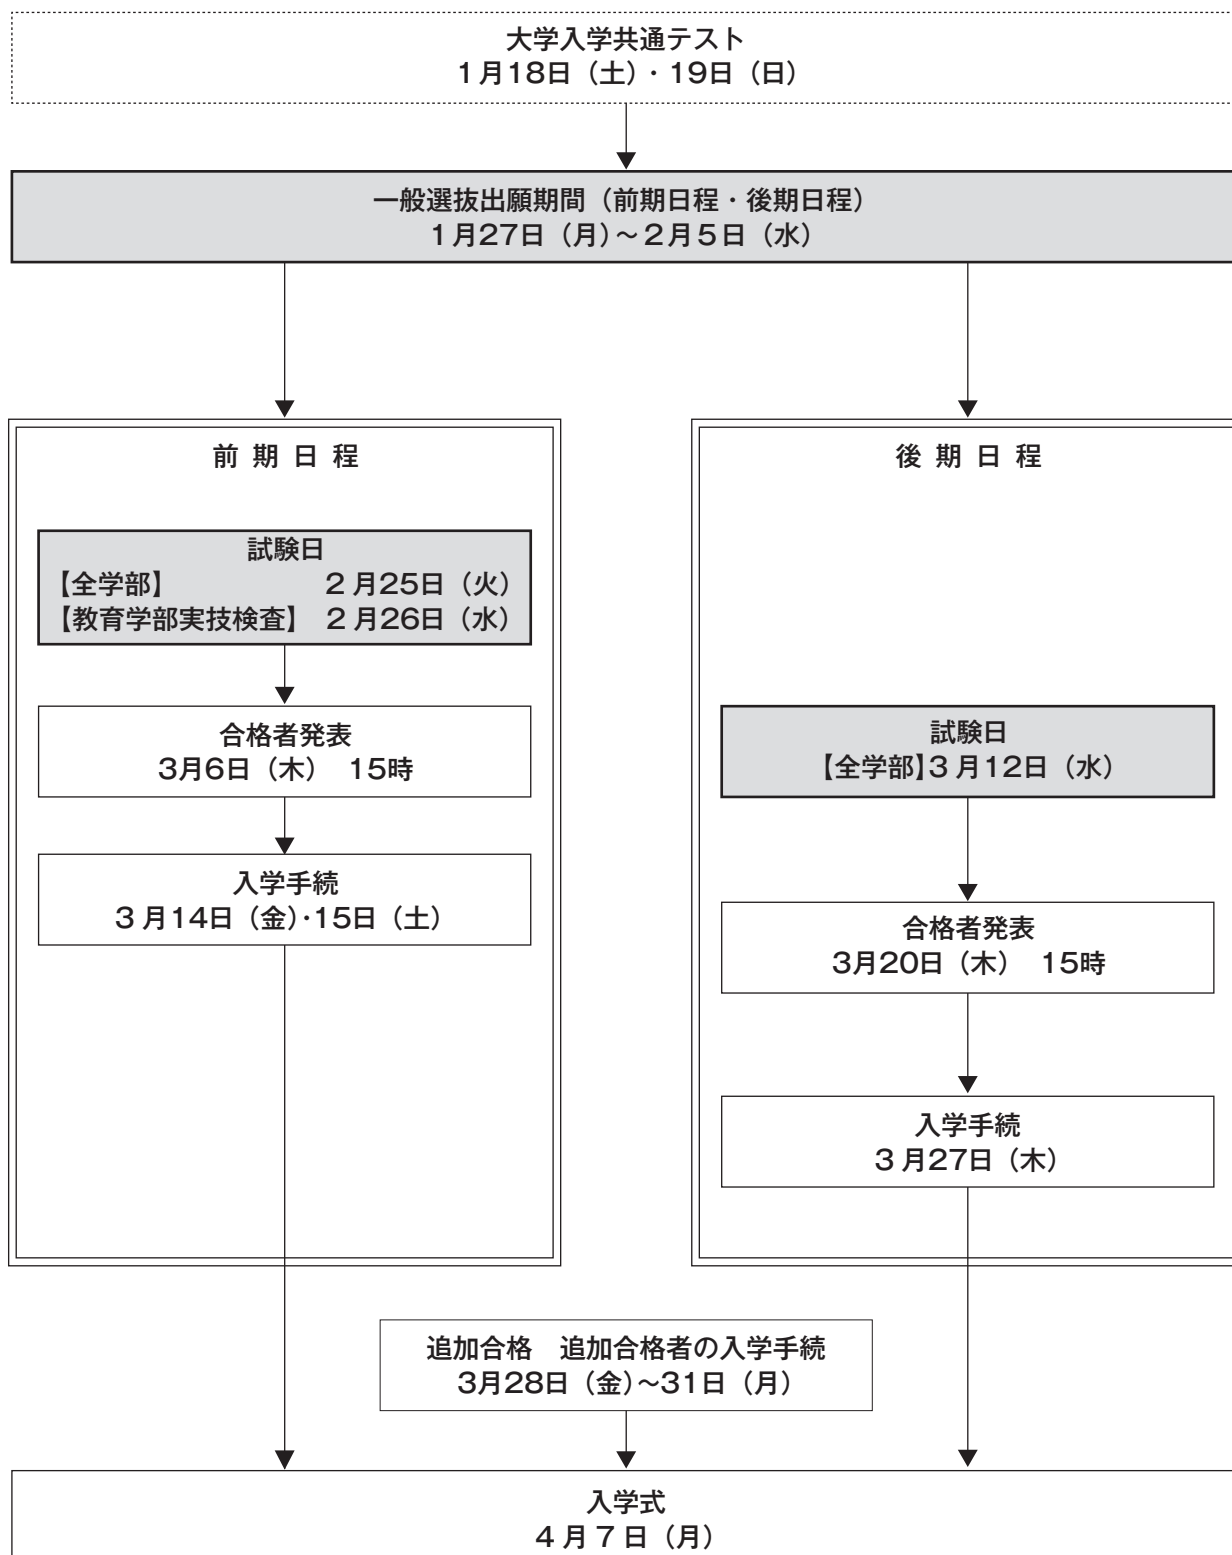 大学入学共通テスト
1月18日（土）・19日（日）
一般選抜出願期間（前期日程・後期日程）
1月27日（月）～2月5日（水）
前期日程
試験日
【全学部】 2月25日（火）
【教育学部実技検査】 2月26日（水）
合格者発表
3月6日（木） 15時
入学手続
3月14日（金）・15日（土）
後期日程
試験日
【全学部】3月12日（水）
合格者発表
3月20日（木） 15時
入学手続
3月27日（木）
追加合格　追加合格者の入学手続
3月28日（金）～31日（月）
入学式
4月7日（月）